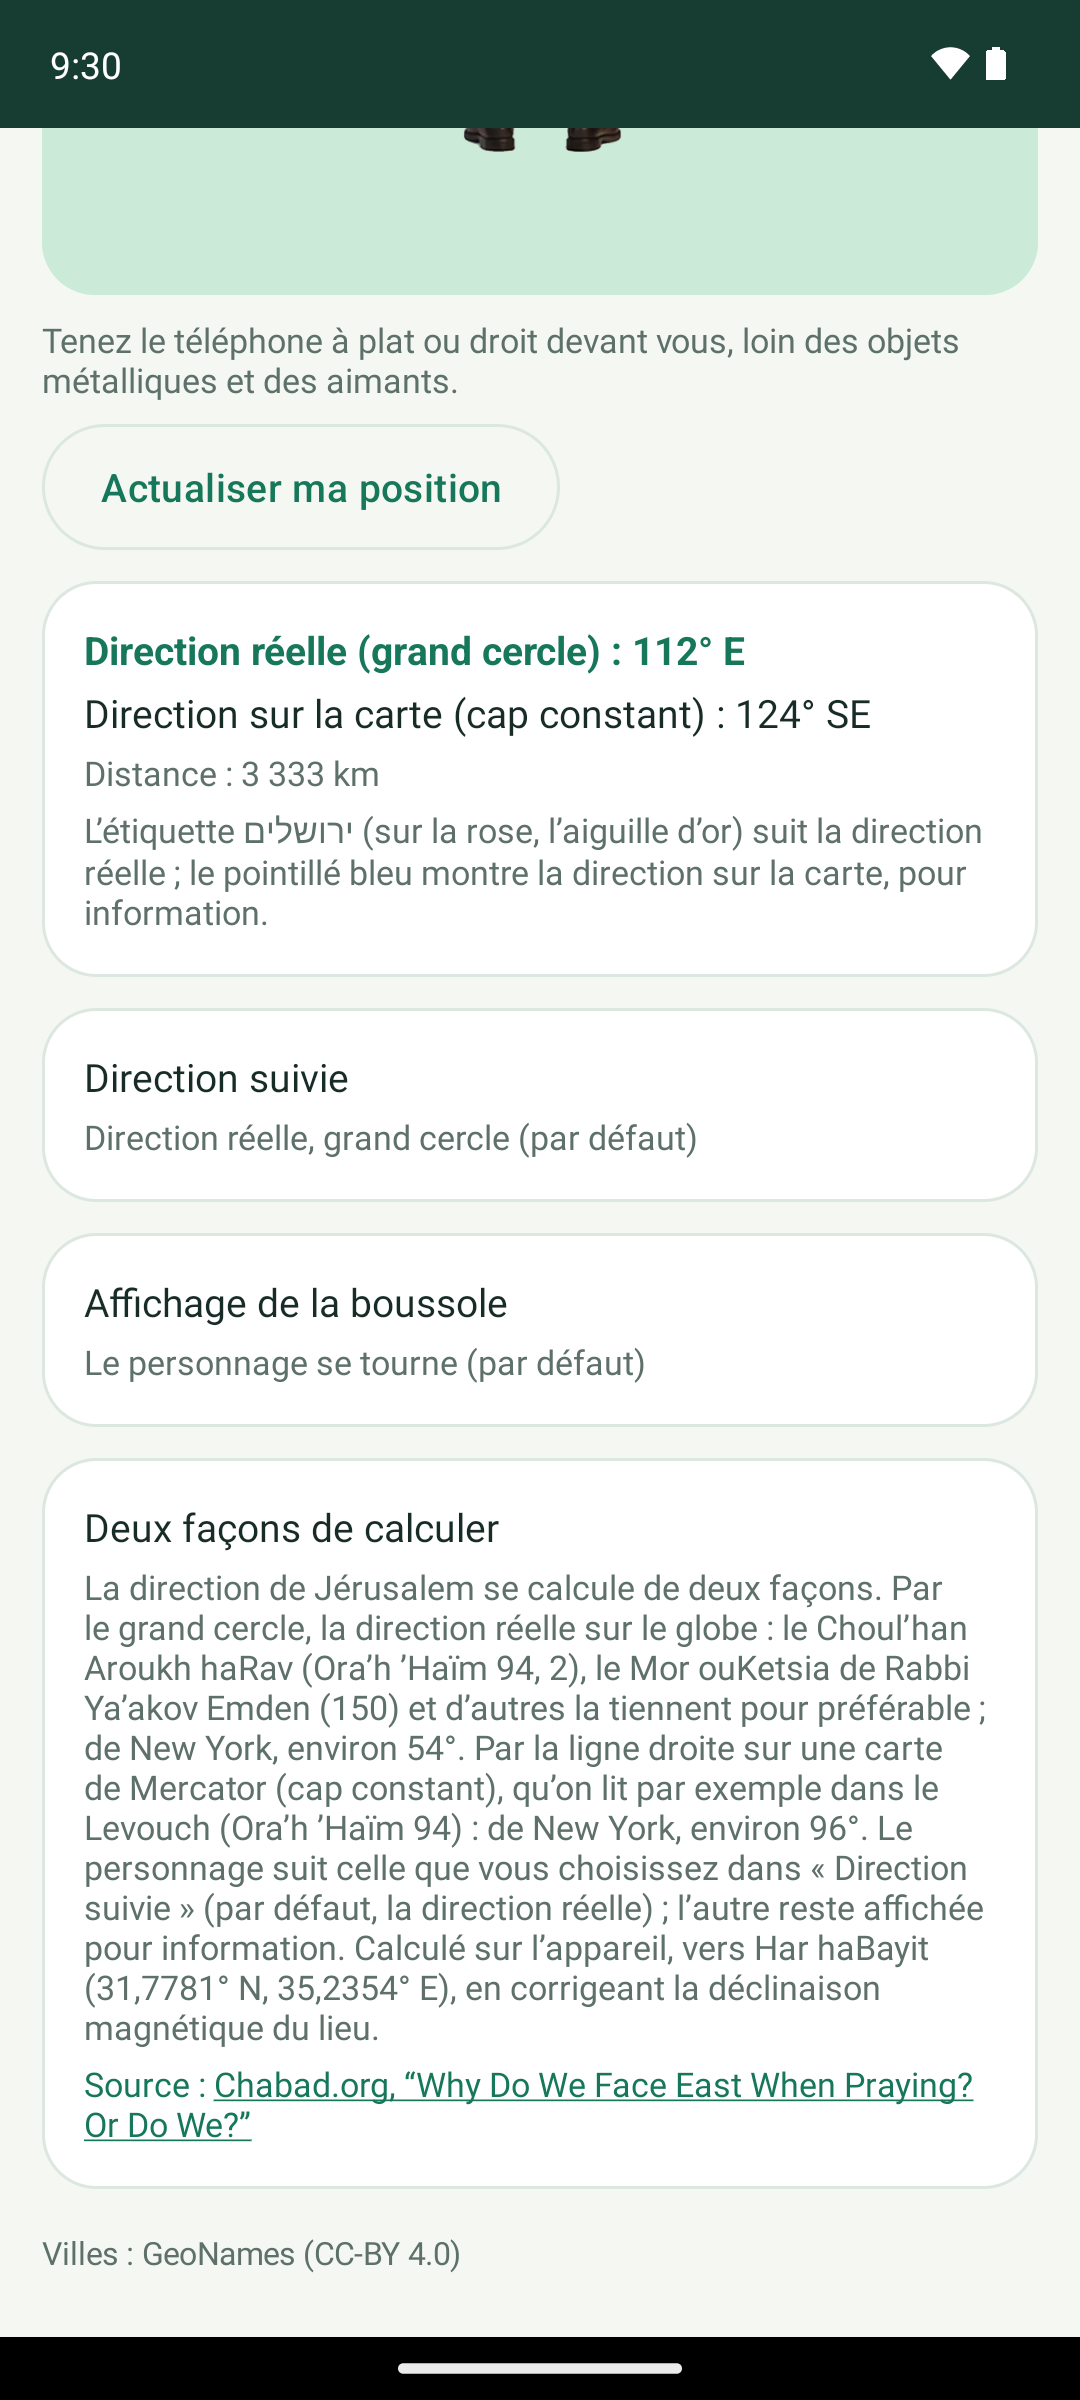 9:30
Tenez le téléphone à plat ou droit devant vous, loin des objets
métalliques et des aimants.
Actualiser ma position
Direction réelle (grand cercle) : 112° E
Direction sur la carte (cap constant) : 124° SE
Distance : 3 333 km
L’étiquette ירושלים (sur la rose, l’aiguille d’or) suit la direction
réelle ; le pointillé bleu montre la direction sur la carte, pour
information.
Direction suivie
Direction réelle, grand cercle (par défaut)
Affichage de la boussole
Le personnage se tourne (par défaut)
Deux façons de calculer
La direction de Jérusalem se calcule de deux façons. Par
le grand cercle, la direction réelle sur le globe : le Choul’han
Aroukh haRav (Ora’h ’Haïm 94, 2), le Mor ouKetsia de Rabbi
Ya’akov Emden (150) et d’autres la tiennent pour préférable ;
de New York, environ 54°. Par la ligne droite sur une carte
de Mercator (cap constant), qu’on lit par exemple dans le
Levouch (Ora’h ’Haïm 94) : de New York, environ 96°. Le
personnage suit celle que vous choisissez dans « Direction
suivie » (par défaut, la direction réelle) ; l’autre reste affichée
pour information. Calculé sur l’appareil, vers Har haBayit
(31,7781° N, 35,2354° E), en corrigeant la déclinaison
magnétique du lieu.
Source : Chabad.org, “Why Do We Face East When Praying?
Or Do We?”
Villes : GeoNames (CC-BY 4.0)